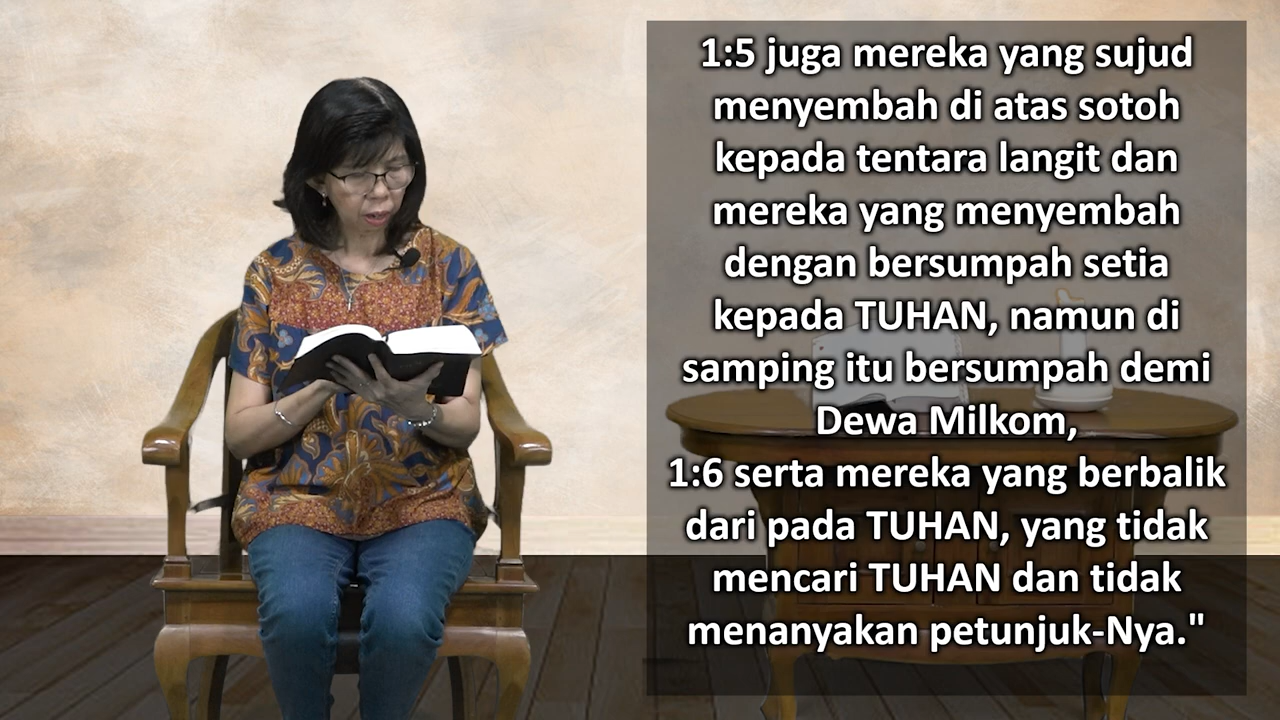 1:5 juga mereka yang sujud
menyembah di atas sotoh
kepada tentara langit dan
mereka yang menyembah
dengan bersumpah setia
kepada TUHAN, namun di
samping itu bersumpah demi
Dewa Milkom,
1:6 serta mereka yang berbalik
dari pada TUHAN, yang tidak
mencari TUHAN dan tidak
menanyakan petunjuk-Nya."